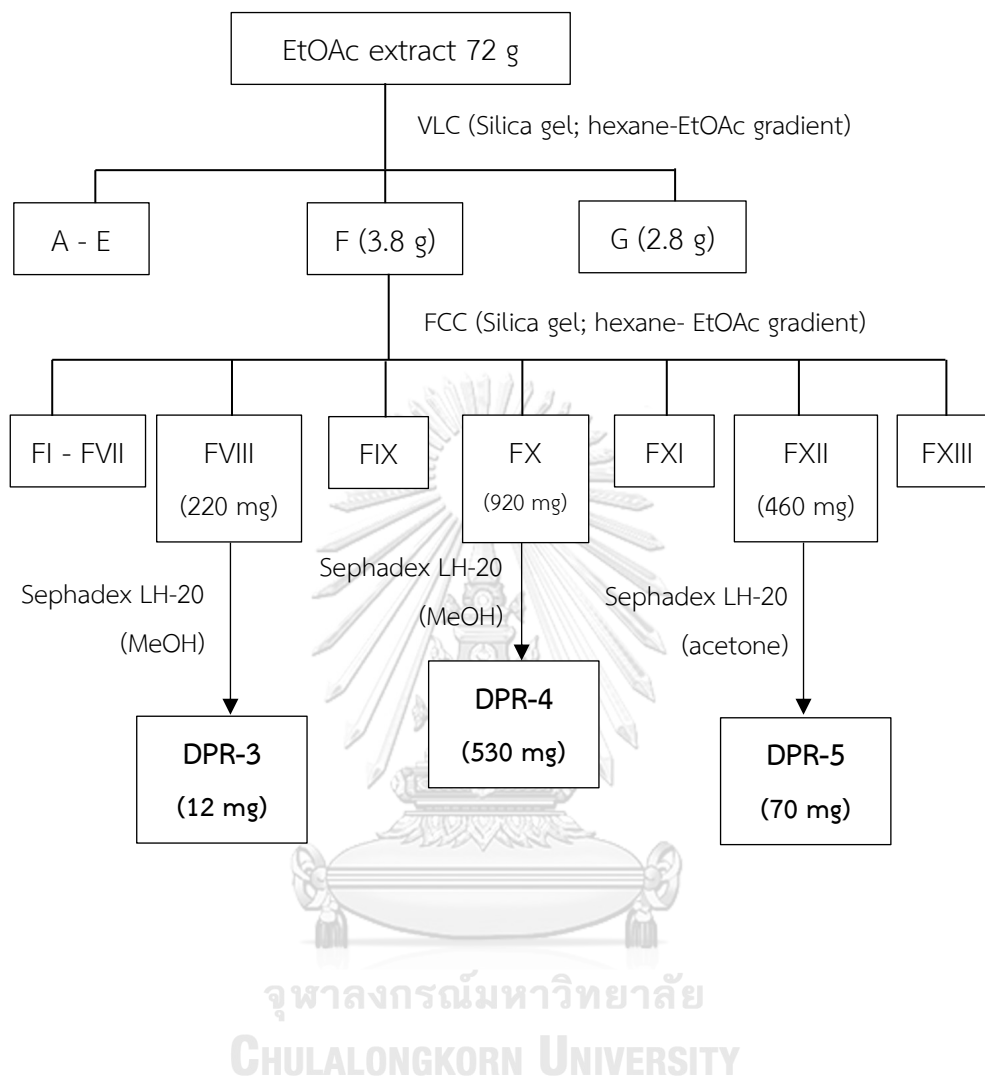 EtOAc extract 72 g
VLC (Silica gel; hexane-EtOAc gradient)
A - E
F (3.8 g)
G (2.8 g)
FCC (Silica gel; hexane- EtOAc gradient)
FI - FVII
FVIII
(220 mg)
FIX
FX
(920 mg)
FXI
FXII
(460 mg)
FXIII
Sephadex LH-20
(MeOH)
Sephadex LH-20
(MeOH)
Sephadex LH-20
(acetone)
DPR-3
(12 mg)
DPR-4
(530 mg)
DPR-5
(70 mg)
จุฬาลงกรณ์มหาวิทยาลัย
CHULALONGKORN UNIVERSITY